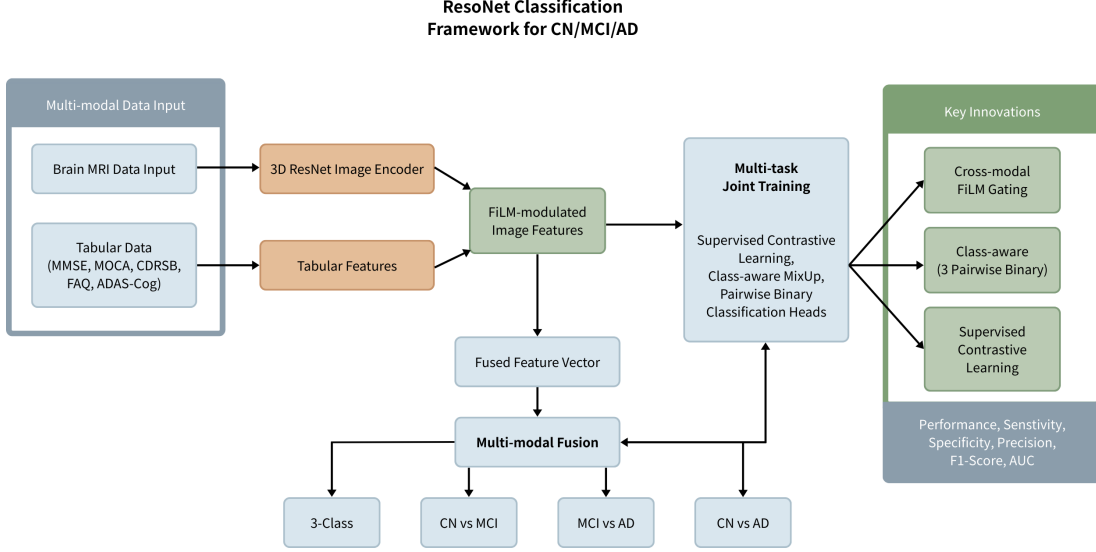 ResoNet Classification
Framework for CN/MCI/AD
Multi-modal Data Input
Brain MRI Data Input
Tabular Data
(MMSE, MOCA, CDRSB,
FAQ, ADAS-Cog)
3D ResNet Image Encoder
Tabular Features
FiLM-modulated
Image Features
Multi-task
Joint Training
Supervised Contrastive
Learning,
Class-aware MixUp,
Pairwise Binary
Classification Heads
Key Innovations
Cross-modal
FiLM Gating
Class-aware
(3 Pairwise Binary)
Supervised
Contrastive
Learning
Performance, Senstivity,
Specificity, Precision,
F1-Score, AUC
Fused Feature Vector
Multi-modal Fusion
3-Class
CN vs MCI
MCI vs AD
CN vs AD